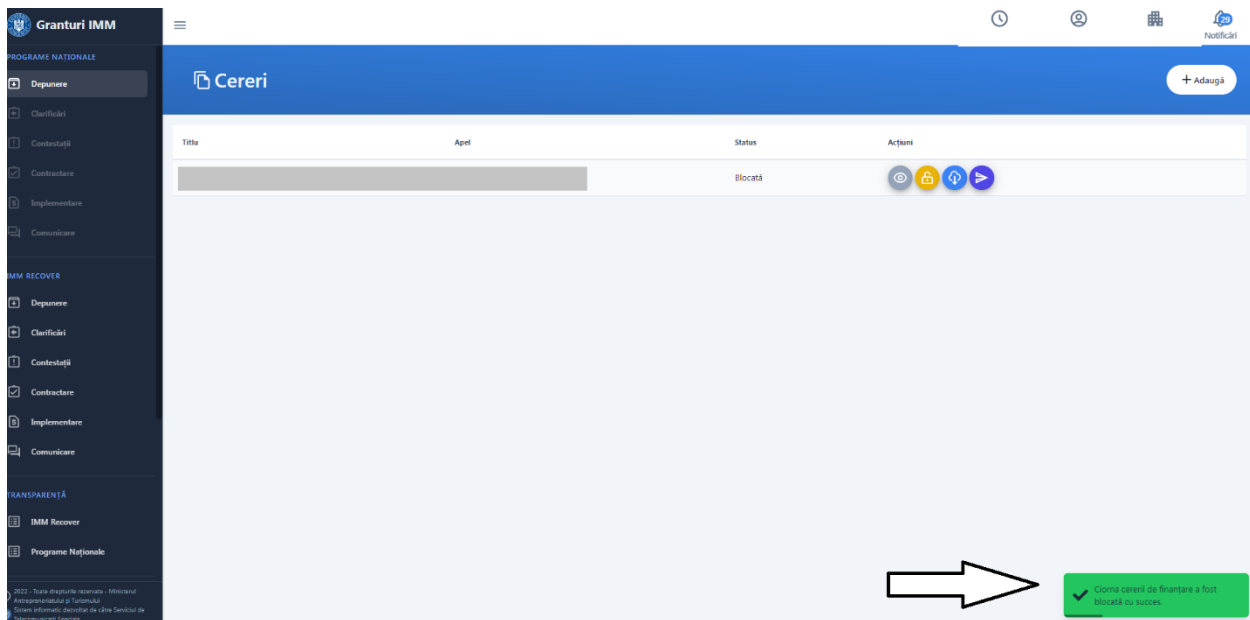 Granturi IMM
29
Notificări
PROGRAME NAȚIONALE
Depunere
Cereri
+ Adaugă
Clarificări
Contestații
Titlu Apel Status Acțiuni
Contractare
Blocată
Implementare
Comunicare
IMM RECOVER
Depunere
Clarificări
Contestații
Contractare
Implementare
Comunicare
TRANSPARENȚĂ
IMM Recover
Programe Naționale
2022 - Toate drepturile rezervate - Ministerul
Antreprenoriatului și Turismului
Sistem informatic dezvoltat de către Serviciul de
Telecomunicații Speciale
Ciorna cererii de finanțare a fost
blocată cu succes.